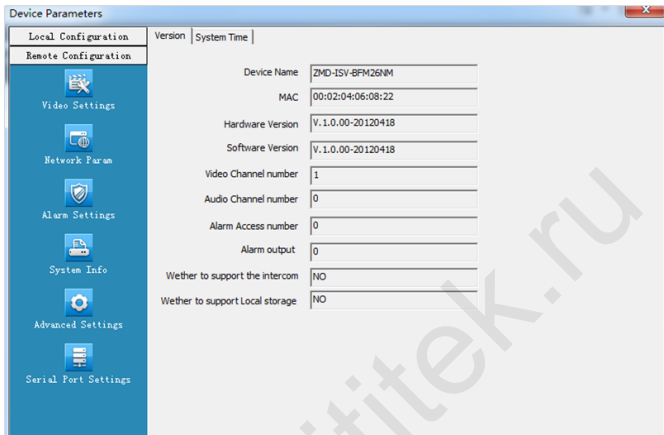 Device Parameters
Local Configuration
Remote Configuration
Video Settings
Network Param
Alarm Settings
System Info
Advanced Settings
Serial Port Settings
Version System Time
Device Name ZMD-ISV-BFM26NM
MAC 00:02:04:06:08:22
Hardware Version V.1.0.00-20120418
Software Version V.1.0.00-20120418
Video Channel number 1
Audio Channel number 0
Alarm Access number 0
Alarm output 0
Wether to support the intercom NO
Wether to support Local storage NO
ititek.ru